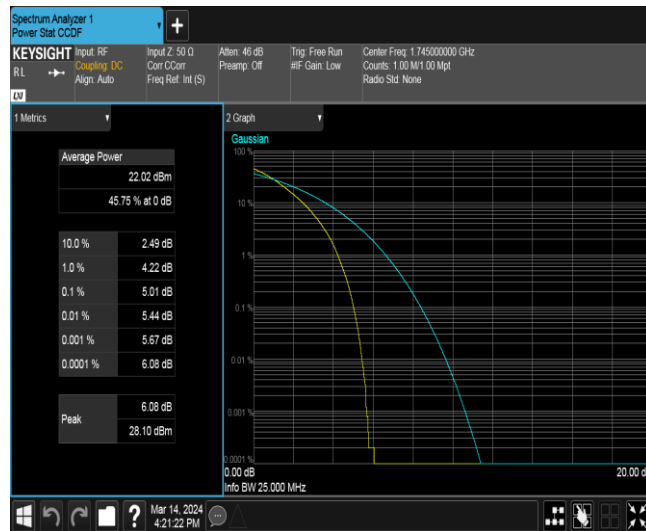 Spectrum Analyzer 1
Power Stat CCDF
+
KEYSIGHT
RL
LXI
Input: RF
Coupling: DC
Align: Auto
Input Z: 50 Ω
Corr CCorr
Freq Ref: Int (S)
Atten: 46 dB
Preamp: Off
Trig: Free Run
#IF Gain: Low
Center Freq: 1.745000000 GHz
Counts: 1.00 M/1.00 Mpt
Radio Std: None
1 Metrics
Average Power
22.02 dBm
45.75 % at 0 dB
10.0 % 2.49 dB
1.0 % 4.22 dB
0.1 % 5.01 dB
0.01 % 5.44 dB
0.001 % 5.67 dB
0.0001 % 6.08 dB
Peak
6.08 dB
28.10 dBm
2 Graph
Gaussian
100 %
10 %
1 %
0.1 %
0.01 %
0.001 %
0.0001 %
0.00 dB
20.00 d
Info BW 25.000 MHz
?
Mar 14, 2024
4:21:22 PM